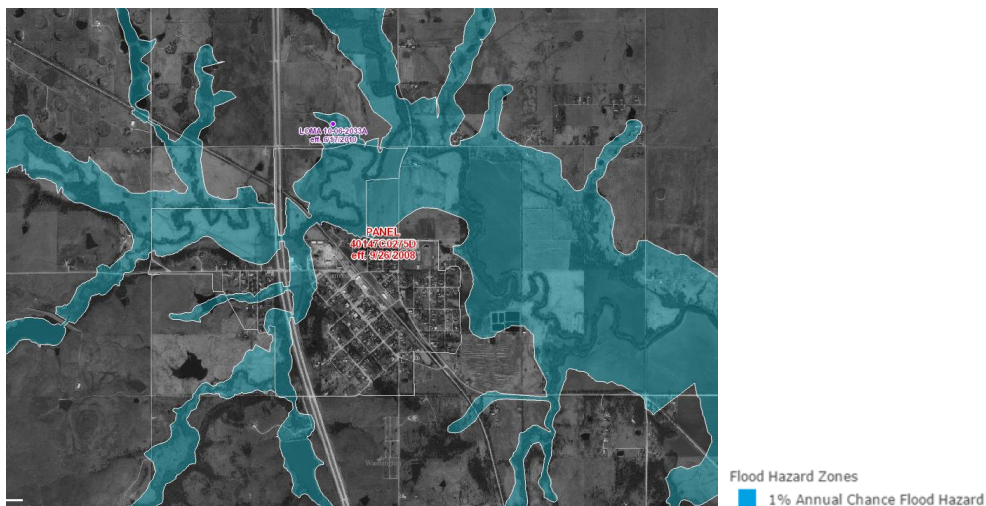 LOMA 10-06-2033A
PANEL
40147C0275D
eff. 9/26/2008
Flood Hazard Zones
1% Annual Chance Flood Hazard